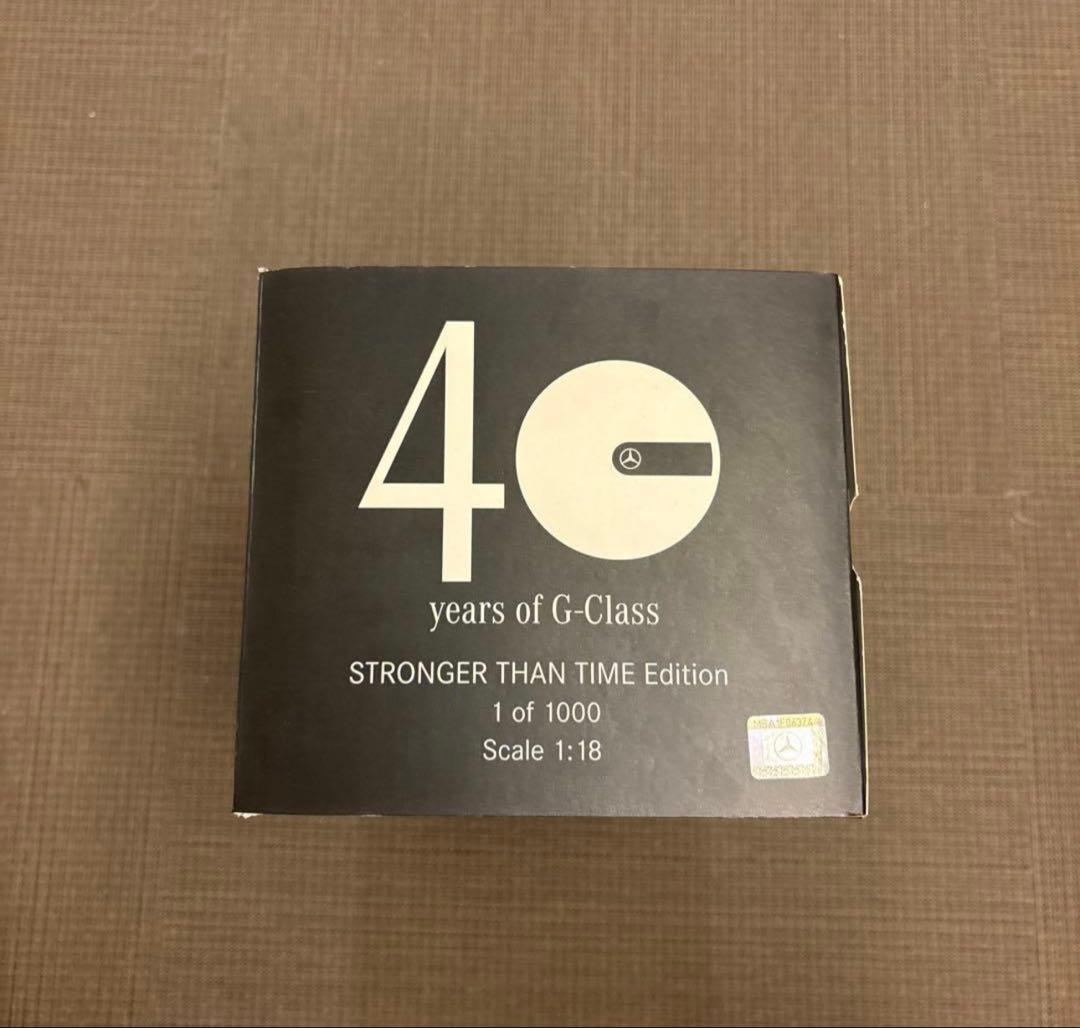 40
years of G-Class
STRONGER THAN TIME Edition
1 of 1000
Scale 1:18